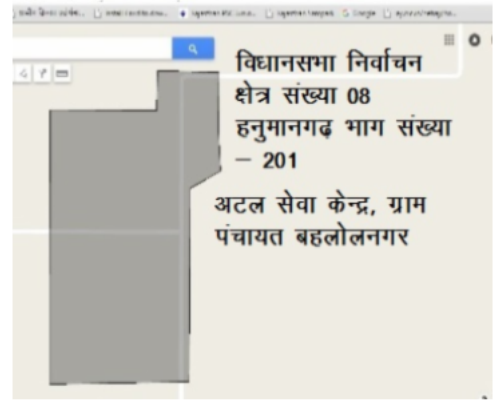 विधानसभा निर्वाचन
क्षेत्र संख्या 08
हनुमानगढ़ भाग संख्या
– 201
अटल सेवा केन्द्र, ग्राम
पंचायत बहलोलनगर